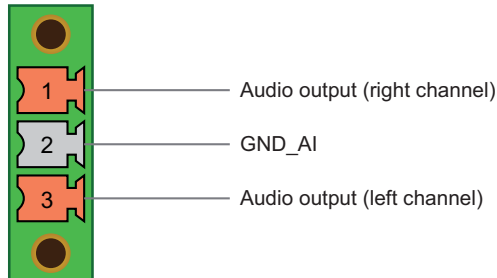 1
Audio output (right channel)
2
GND_AI
3
Audio output (left channel)